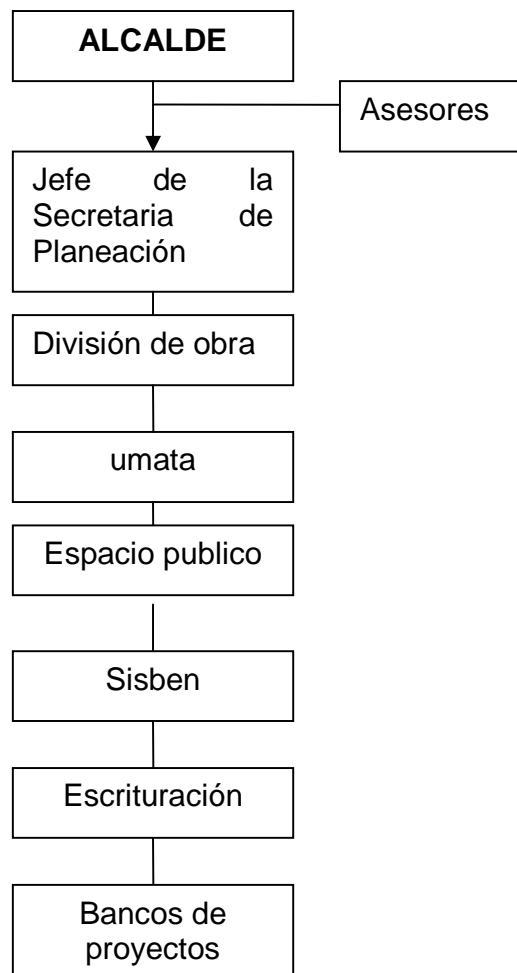 ALCALDE
Asesores
Jefe de la
Secretaria de
Planeación
División de obra
umata
Espacio publico
Sisben
Escrituración
Bancos de
proyectos